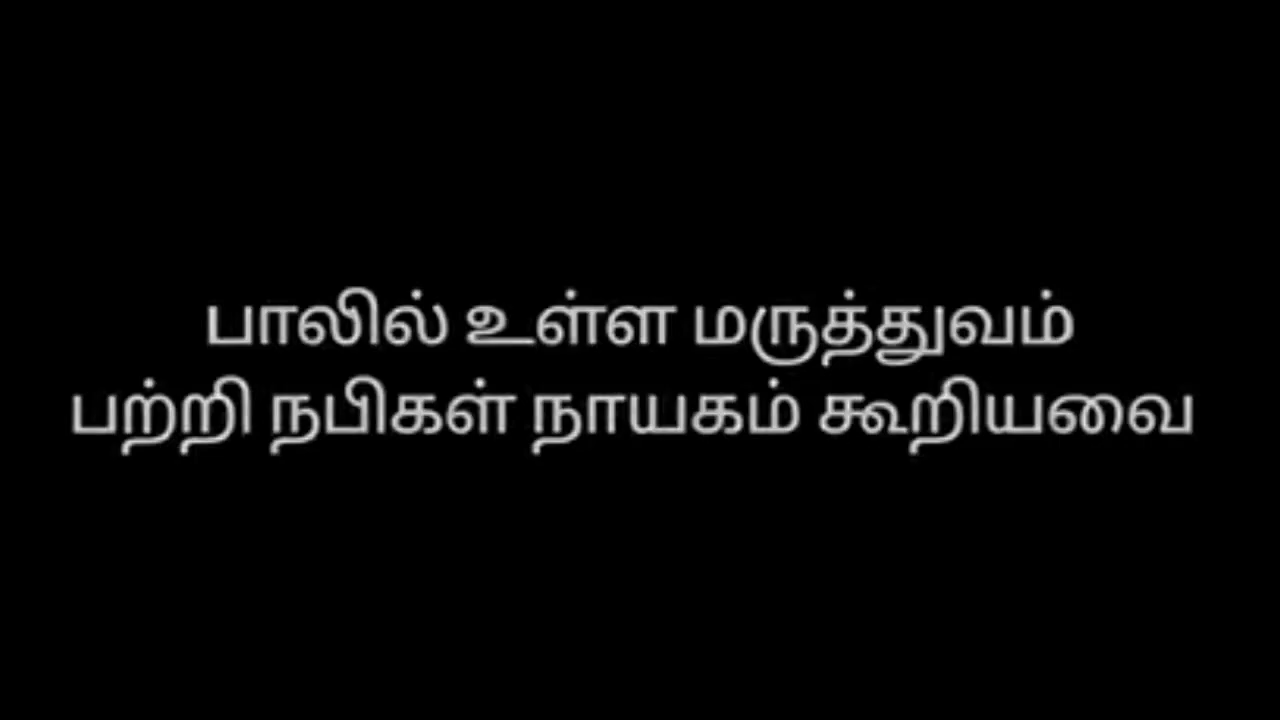 பாலில் உள்ள மருத்துவம்
பற்றி நபிகள் நாயகம் கூறியவை